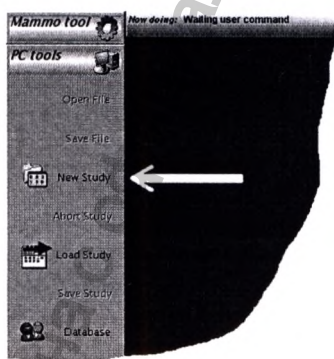 Mammo tool
Now doing: Waiting user command
PC tools
Open File
Save File
New Study
Abort Study
Load Study
Save Study
Database